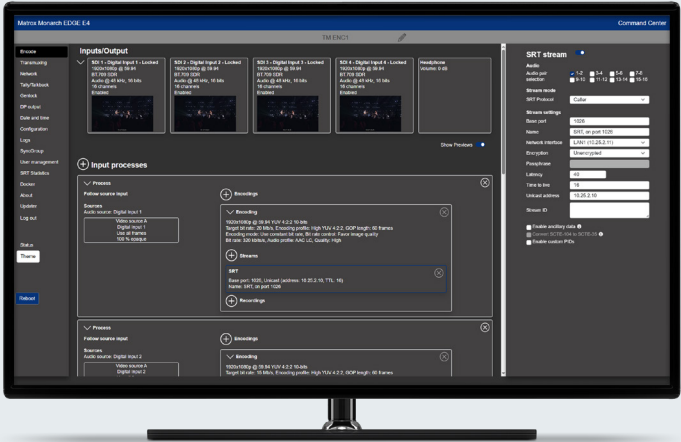 Matrox Monarch EDGE E4
Command Center
TM ENC1
Encode
Transmuxing
Network
Tally/Talkback
Genlock
DP output
Date and time
Configuration
Logs
SyncGroup
User management
SRT Statistics
Docker
About
Updater
Log out
Status
Theme
Reboot
Inputs/Output
SDI 1 - Digital Input 1 - Locked
1920x1080p @ 59.94
BT.709 SDR
Audio @ 48 kHz, 16 bits
16 channels
Enabled
SDI 2 - Digital Input 2 - Locked
1920x1080p @ 59.94
BT.709 SDR
Audio @ 48 kHz, 16 bits
16 channels
Enabled
SDI 3 - Digital Input 3 - Locked
1920x1080p @ 59.94
BT.709 SDR
Audio @ 48 kHz, 16 bits
16 channels
Enabled
SDI 4 - Digital Input 4 - Locked
1920x1080p @ 59.94
BT.709 SDR
Audio @ 48 kHz, 16 bits
16 channels
Enabled
Headphone
Volume: 0 dB
Show Previews
Input processes
Process
Follow source input
Sources
Audio source: Digital Input 1
Video source A
Digital Input 1
Use all frames
100 % opaque
Encodings
Encoding
1920x1080p @ 59.94 YUV 4:2:2 10-bits
Target bit rate: 20 Mb/s, Encoding profile: High YUV 4:2:2, GOP length: 60 frames
Encoding mode: Use constant bit rate, Bit rate control: Favor image quality
Bit rate: 320 kbits/s, Audio profile: AAC LC, Quality: High
Streams
SRT
Base port: 1026, Unicast (address: 10.25.2.10, TTL: 16)
Name: SRT, on port 1026
Recordings
Process
Follow source input
Sources
Audio source: Digital Input 2
Video source A
Digital Input 2
Encodings
Encoding
1920x1080p @ 59.94 YUV 4:2:2 10-bits
Target bit rate: 15 Mb/s, Encoding profile: High YUV 4:2:2, GOP length: 60 frames
SRT stream
Audio
Audio pair selection
1-2 3-4 5-6 7-8
9-10 11-12 13-14 15-16
Stream mode
SRT Protocol Caller
Stream settings
Base port 1026
Name SRT, on port 1026
Network interface LAN1 (10.25.2.11)
Encryption Unencrypted
Passphrase
Latency 40
Time to live 16
Unicast address 10.25.2.10
Stream ID
Enable ancillary data
Convert SCTE-104 to SCTE-35
Enable custom PIDs